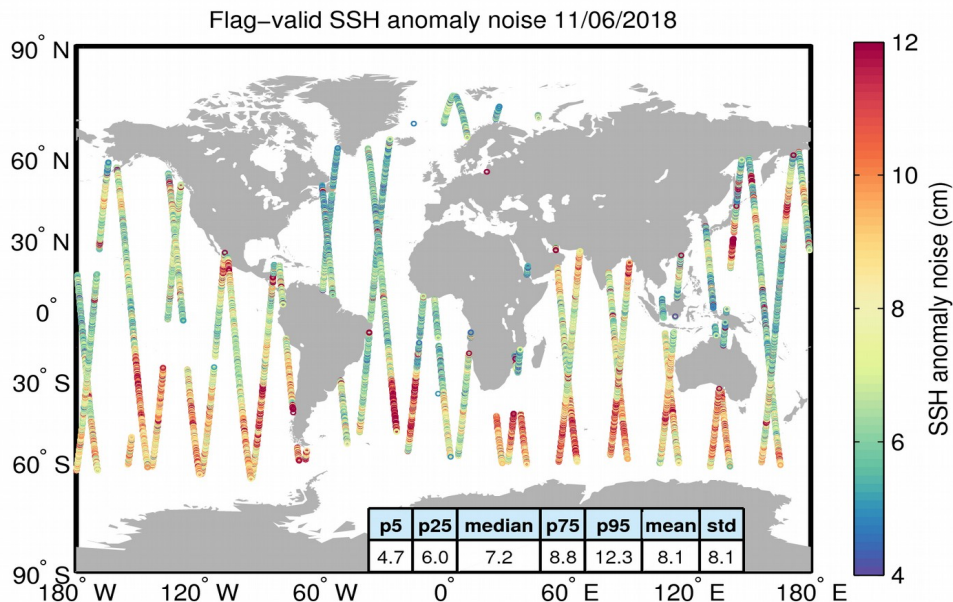 Flag-valid SSH anomaly noise 11/06/2018
90° N
60° N
30° N
0°
30° S
60° S
90° S
180° W
120° W
60° W
0°
60° E
120° E
180° E
p5 p25 median p75 p95 mean std
4.7 6.0 7.2 8.8 12.3 8.1 8.1
12
10
8
6
4
SSH anomaly noise (cm)